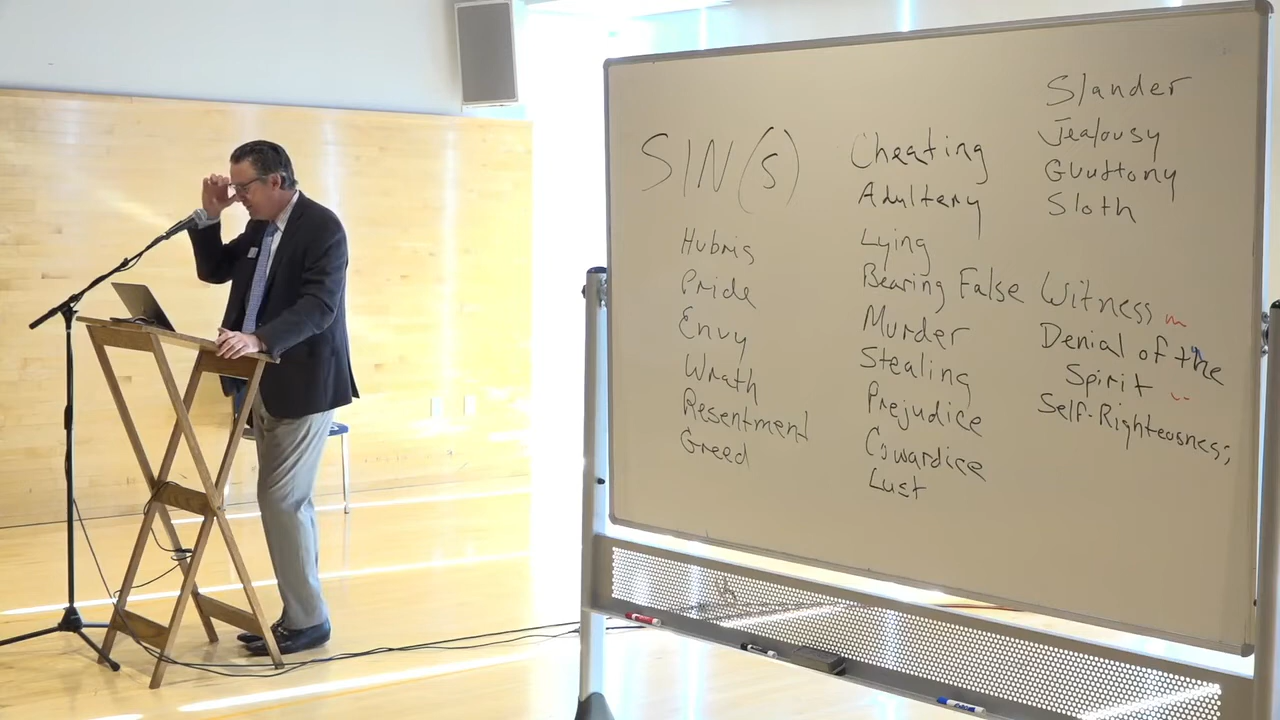 SIN(s)
Hubris
Pride
Envy
Wrath
Resentment
Greed
Cheating
Adultery
Lying
Bearing False Witness
Murder
Stealing
Prejudice
Cowardice
Lust
Slander
Jealousy
Gluttony
Sloth
Denial of the
Spirit
Self-Righteousness;